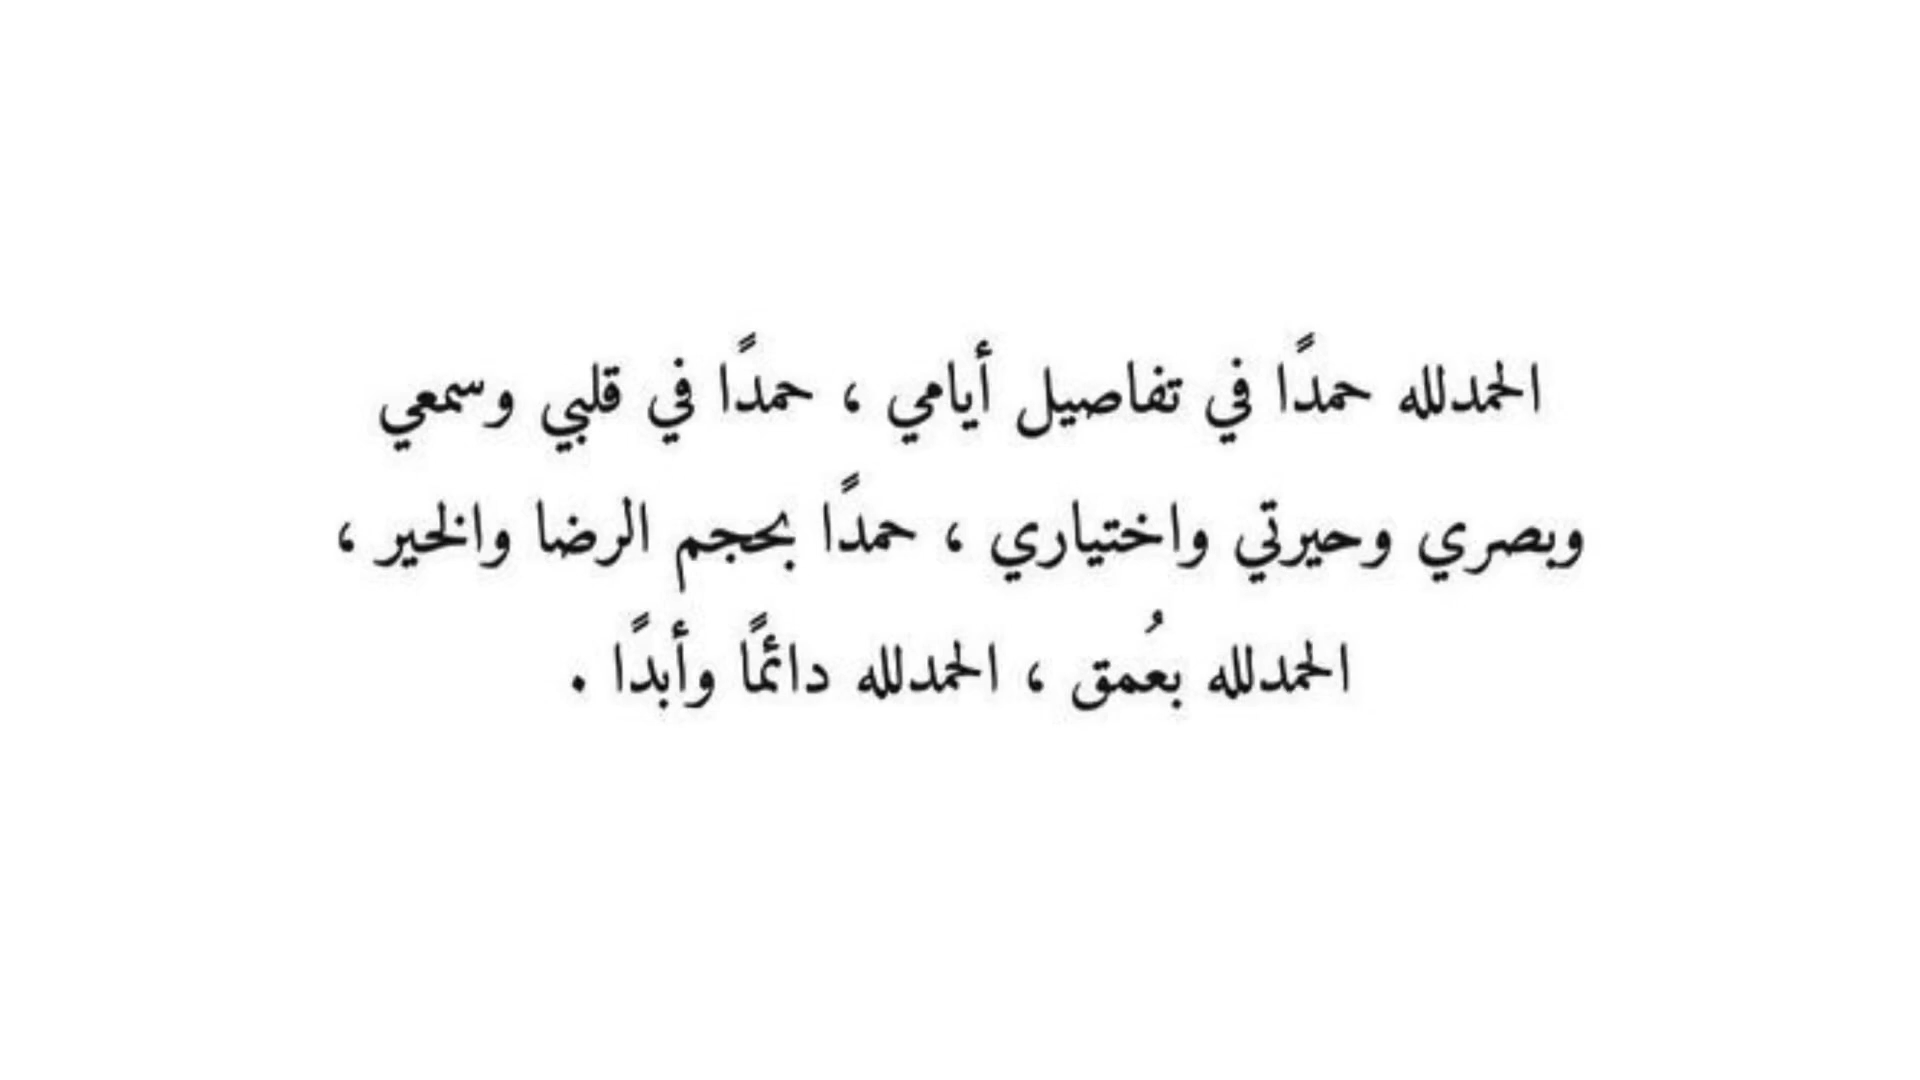 الحمدلله حمدًا في تفاصيل أيامي ، حمدًا في قلبي وسمعي
وبصري وحيرتي واختياري ، حمدًا بحجم الرضا والخير ،
الحمدلله بعُمق ، الحمدلله دائمًا وأبدًا .